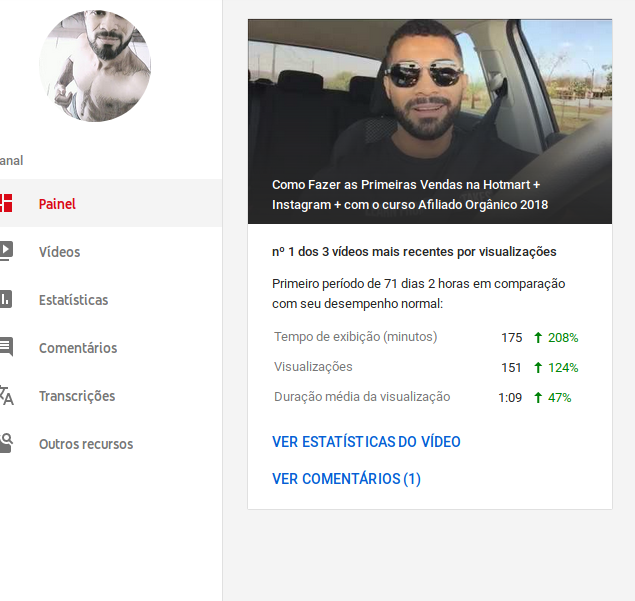 anal
Painel
Vídeos
Estatísticas
Comentários
Transcrições
Outros recursos
Como Fazer as Primeiras Vendas na Hotmart +
Instagram + com o curso Afiliado Orgânico 2018
nº 1 dos 3 vídeos mais recentes por visualizações
Primeiro período de 71 dias 2 horas em comparação
com seu desempenho normal:
Tempo de exibição (minutos) 175 208%
Visualizações 151 124%
Duração média da visualização 1:09 47%
VER ESTATÍSTICAS DO VÍDEO
VER COMENTÁRIOS (1)